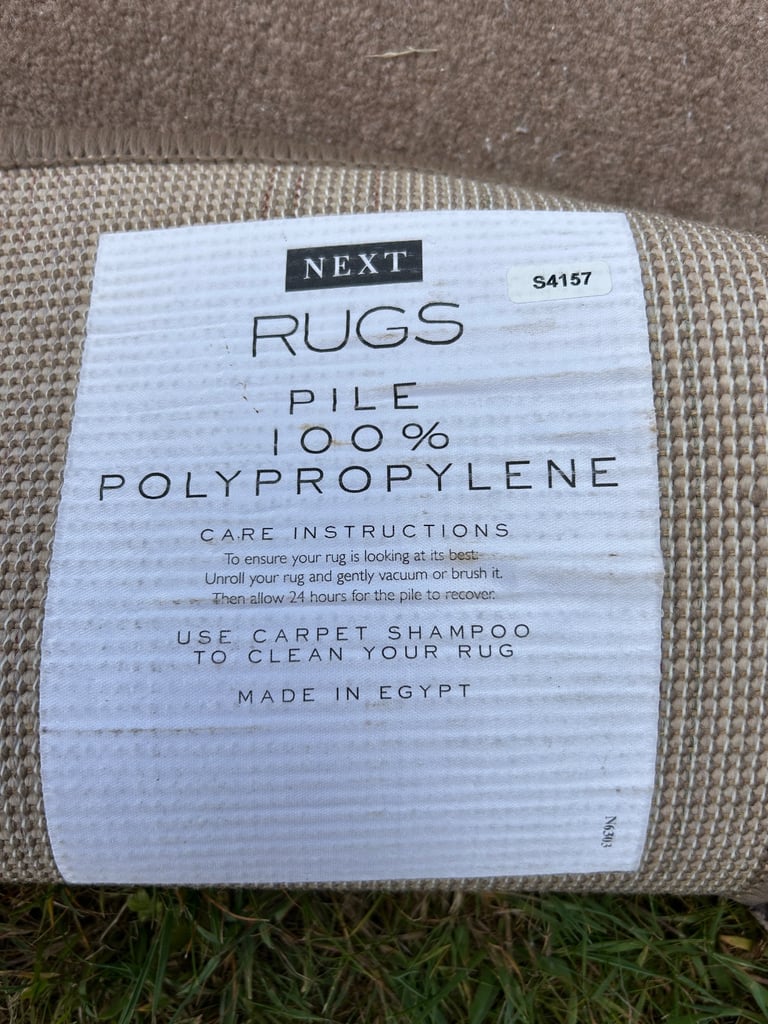 NEXT
S4157
RUGS
PILE
100%
POLYPROPYLENE
CARE INSTRUCTIONS
To ensure your rug is looking at its best:
Unroll your rug and gently vacuum or brush it.
Then allow 24 hours for the pile to recover.
USE CARPET SHAMPOO
TO CLEAN YOUR RUG
MADE IN EGYPT
N6303